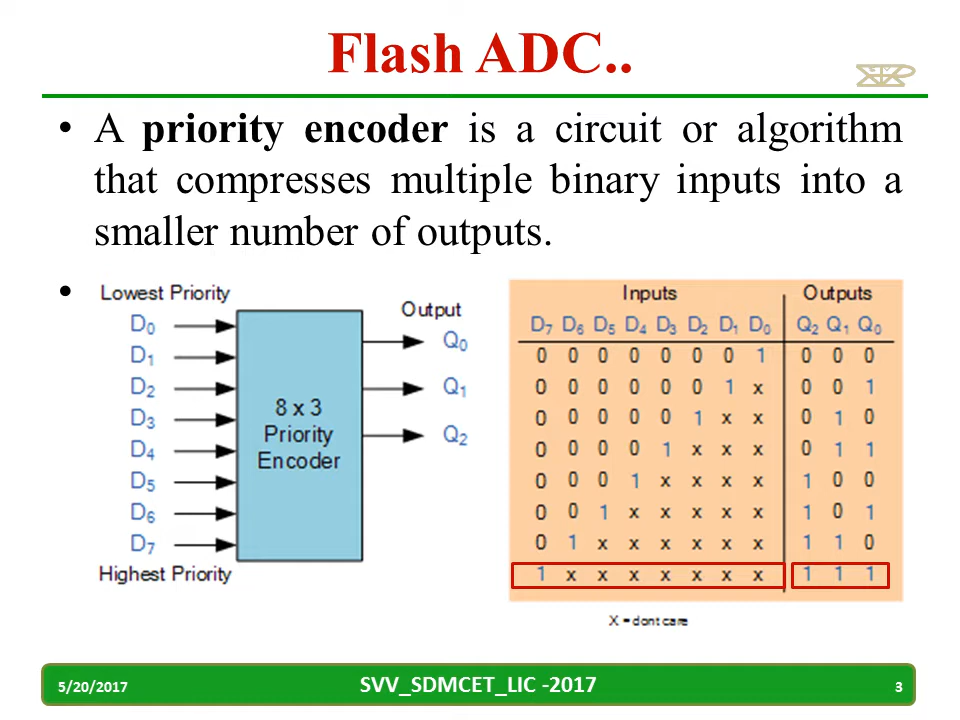 Flash ADC..
• A priority encoder is a circuit or algorithm
that compresses multiple binary inputs into a
smaller number of outputs.
•
Lowest Priority
D₀
D₁
D₂
D₃
D₄
D₅
D₆
D₇
Highest Priority
8 x 3
Priority
Encoder
Output
Q₀
Q₁
Q₂
Inputs Outputs
D₇ D₆ D₅ D₄ D₃ D₂ D₁ D₀ Q₂ Q₁ Q₀
0 0 0 0 0 0 0 1 0 0 0
0 0 0 0 0 0 1 x 0 0 1
0 0 0 0 0 1 x x 0 1 0
0 0 0 0 1 x x x 0 1 1
0 0 0 1 x x x x 1 0 0
0 0 1 x x x x x 1 0 1
0 1 x x x x x x 1 1 0
1 x x x x x x x 1 1 1
X = dont care
5/20/2017 SVV_SDMCET_LIC -2017 3